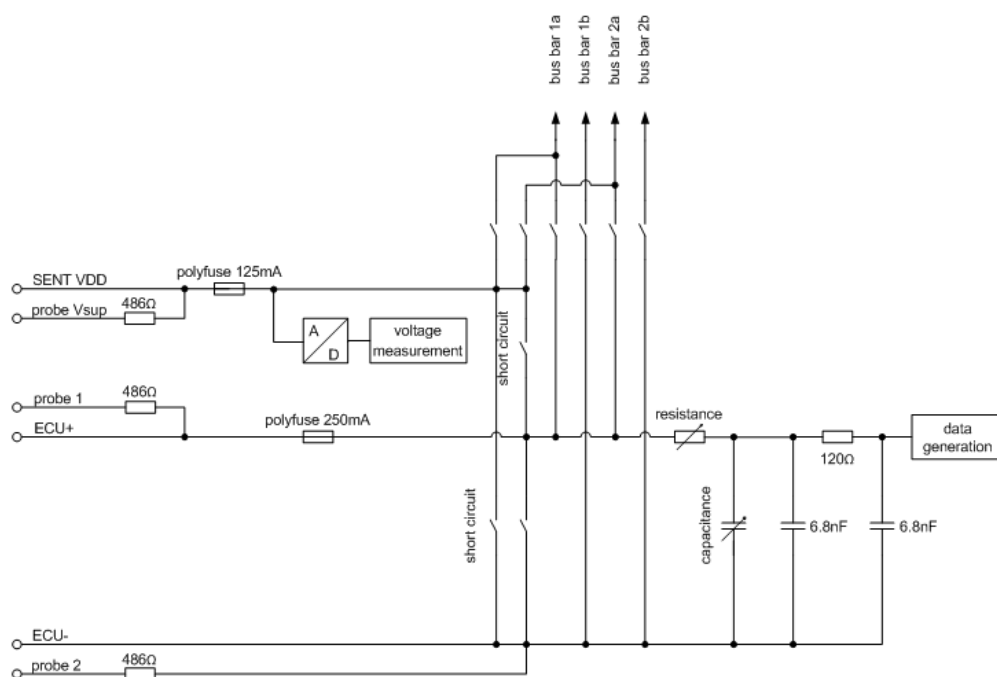 bus bar 1a
bus bar 1b
bus bar 2a
bus bar 2b
SENT VDD
polyfuse 125mA
probe Vsup
486Ω
A
D
voltage
measurement
short circuit
probe 1
486Ω
ECU+
polyfuse 250mA
resistance
data
generation
120Ω
short circuit
capacitance
6.8nF
6.8nF
ECU-
probe 2
486Ω